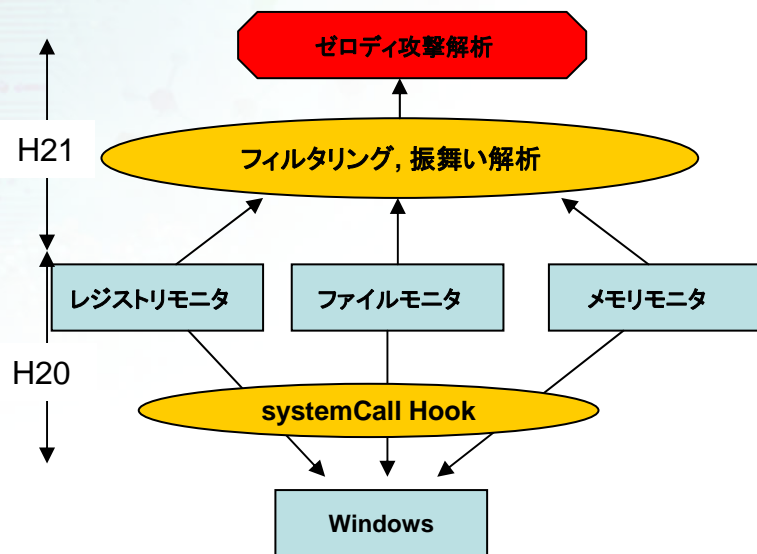 ゼロディ攻撃解析
H21
フィルタリング, 振舞い解析
レジストリモニタ
ファイルモニタ
メモリモニタ
H20
systemCall Hook
Windows